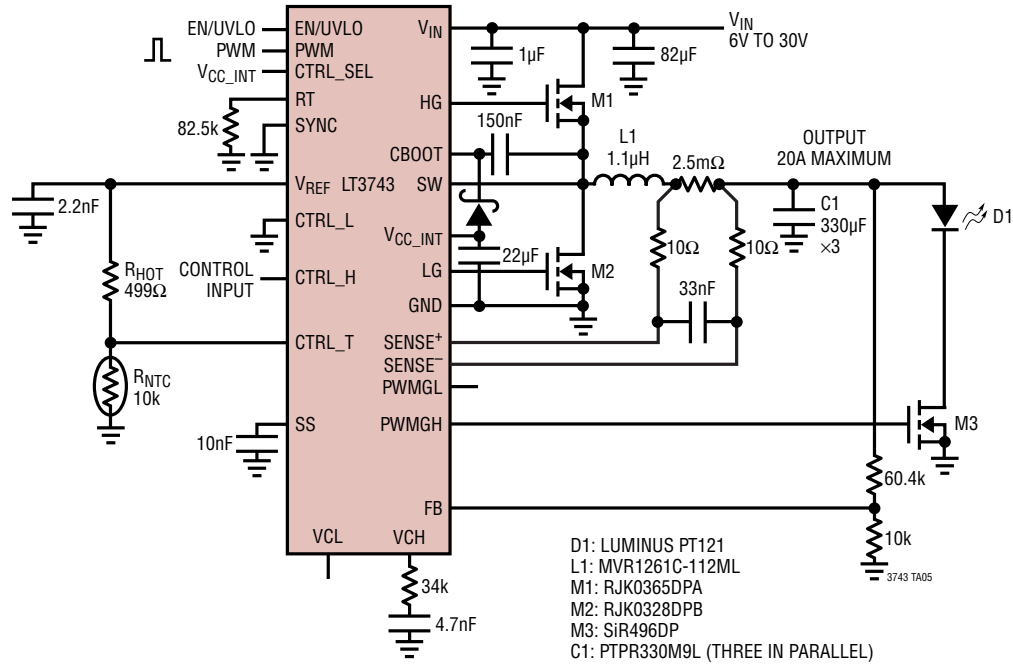 EN/UVLO
PWM
V_CC_INT
EN/UVLO
PWM
CTRL_SEL
RT
SYNC
82.5k
V_IN
V_IN
6V TO 30V
1µF
82µF
HG
M1
150nF
CBOOT
L1
1.1µH
2.5mΩ
OUTPUT
20A MAXIMUM
V_REF
LT3743
SW
2.2nF
C1
330µF
×3
D1
CTRL_L
V_CC_INT
22µF
10Ω
10Ω
LG
M2
R_HOT
499Ω
CONTROL
INPUT
CTRL_H
33nF
GND
CTRL_T
SENSE⁺
SENSE⁻
PWMGL
R_NTC
10k
SS
PWMGH
M3
10nF
60.4k
FB
10k
VCL
VCH
34k
4.7nF
3743 TA05
D1: LUMINUS PT121
L1: MVR1261C-112ML
M1: RJK0365DPA
M2: RJK0328DPB
M3: SiR496DP
C1: PTPR330M9L (THREE IN PARALLEL)